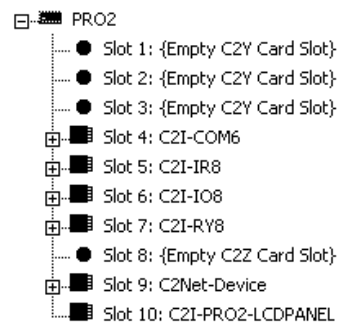 PRO2
Slot 1: {Empty C2Y Card Slot}
Slot 2: {Empty C2Y Card Slot}
Slot 3: {Empty C2Y Card Slot}
Slot 4: C2I-COM6
Slot 5: C2I-IR8
Slot 6: C2I-IO8
Slot 7: C2I-RY8
Slot 8: {Empty C2Z Card Slot}
Slot 9: C2Net-Device
Slot 10: C2I-PRO2-LCDPANEL